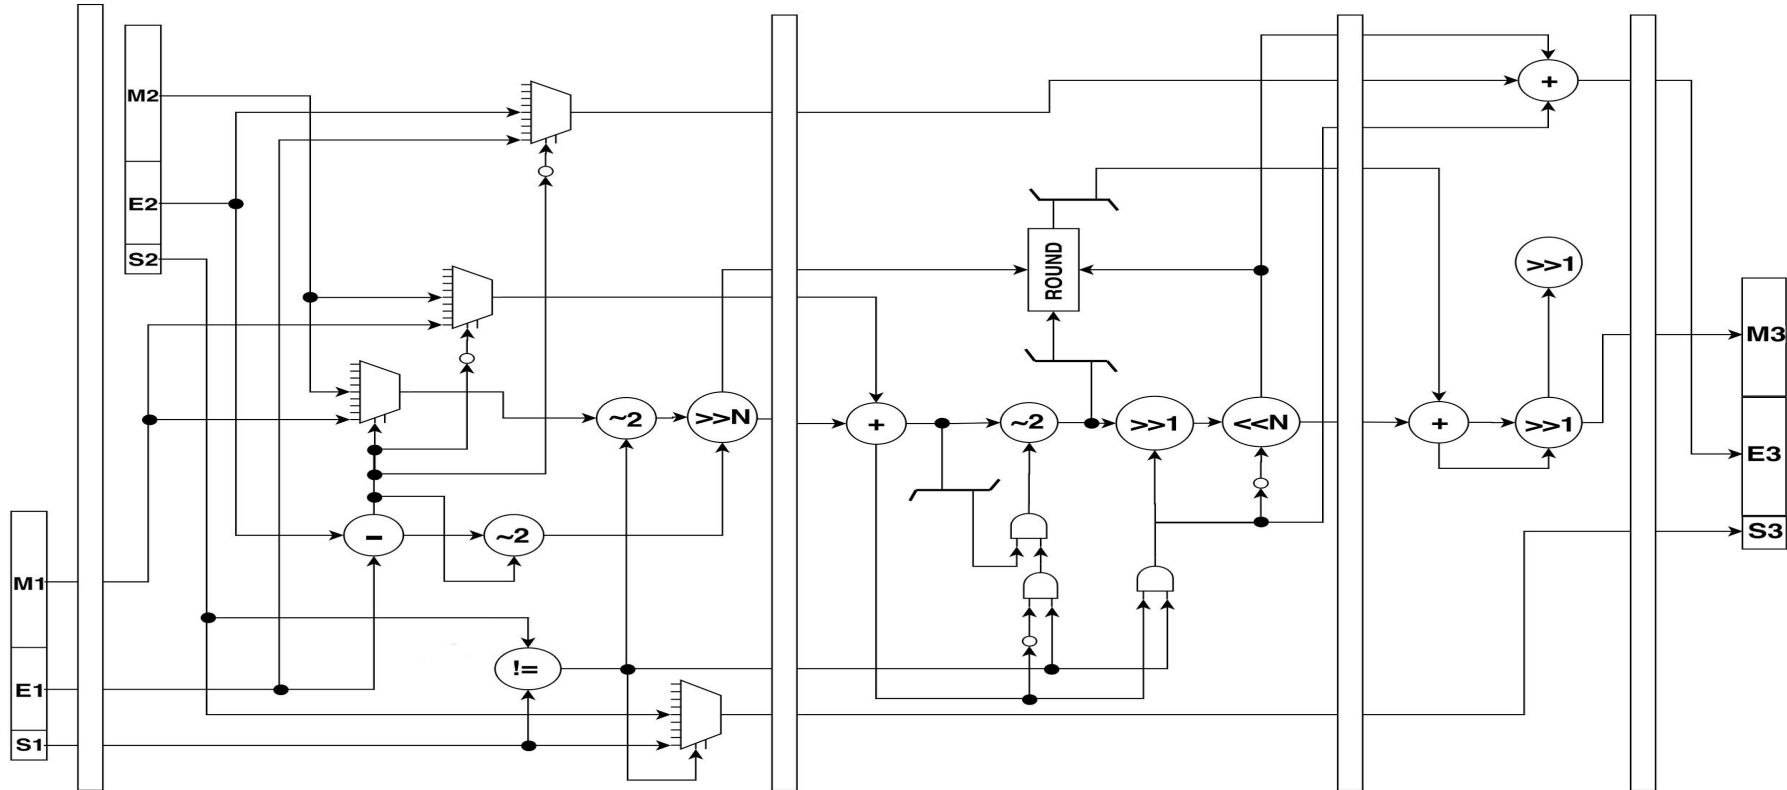 M2
E2
S2
M1
E1
S1
-
~2
!=
~2
>>N
+
~2
ROUND
>>1
<<N
+
+
>>1
>>1
M3
E3
S3